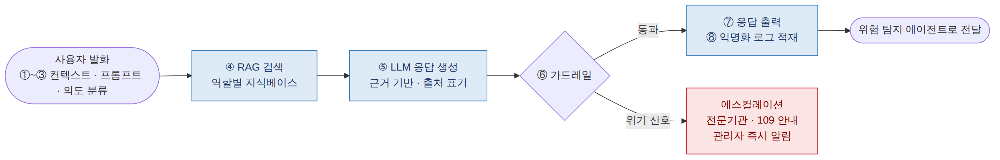 사용자 발화
①~③ 컨텍스트 · 프롬프트
· 의도 분류
④ RAG 검색
역할별 지식베이스
⑤ LLM 응답 생성
근거 기반 · 출처 표기
⑥ 가드레일
통과
⑦ 응답 출력
⑧ 익명화 로그 적재
위험 탐지 에이전트로 전달
위기 신호
에스컬레이션
전문기관 · 109 안내
관리자 즉시 알림